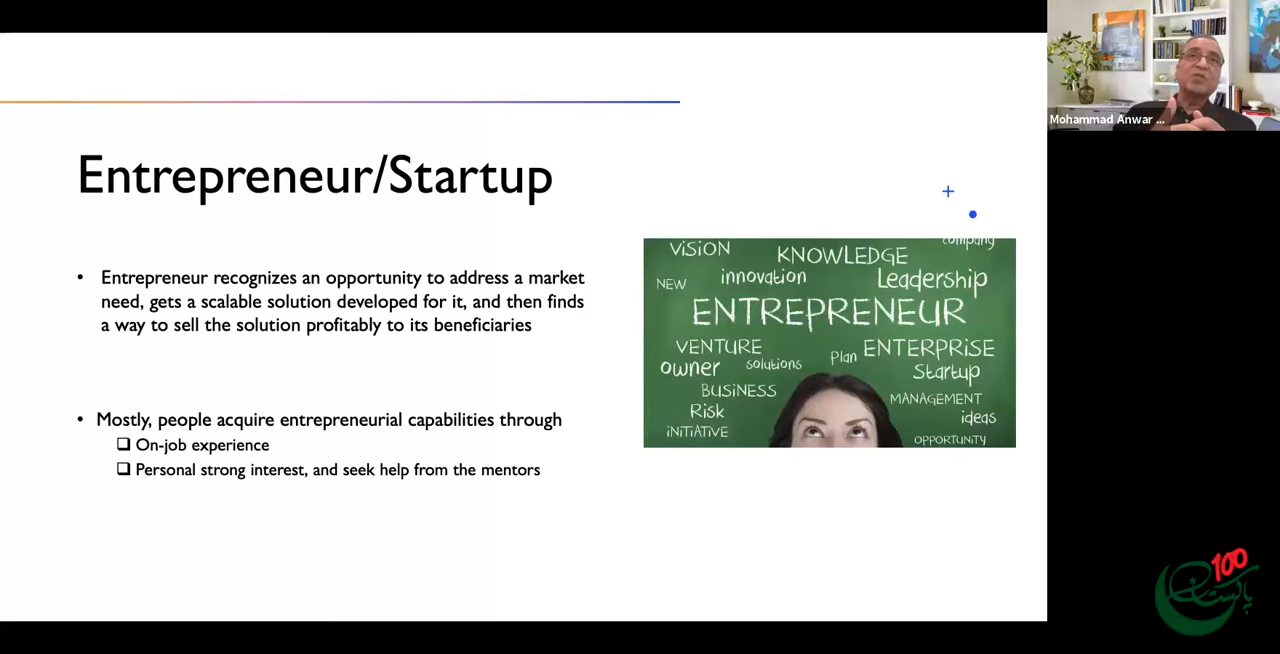 Entrepreneur/Startup
• Entrepreneur recognizes an opportunity to address a market
need, gets a scalable solution developed for it, and then finds
a way to sell the solution profitably to its beneficiaries
• Mostly, people acquire entrepreneurial capabilities through
❑ On-job experience
❑ Personal strong interest, and seek help from the mentors
VISION
KNOWLEDGE
company
NEW
innovation
Leadership
ENTREPRENEUR
VENTURE
Plan
ENTERPRISE
owner
solutions
Startup
BUSINESS
MANAGEMENT
Risk
ideas
INITIATIVE
OPPORTUNITY
Mohammad Anwar ...
100
پاکستان